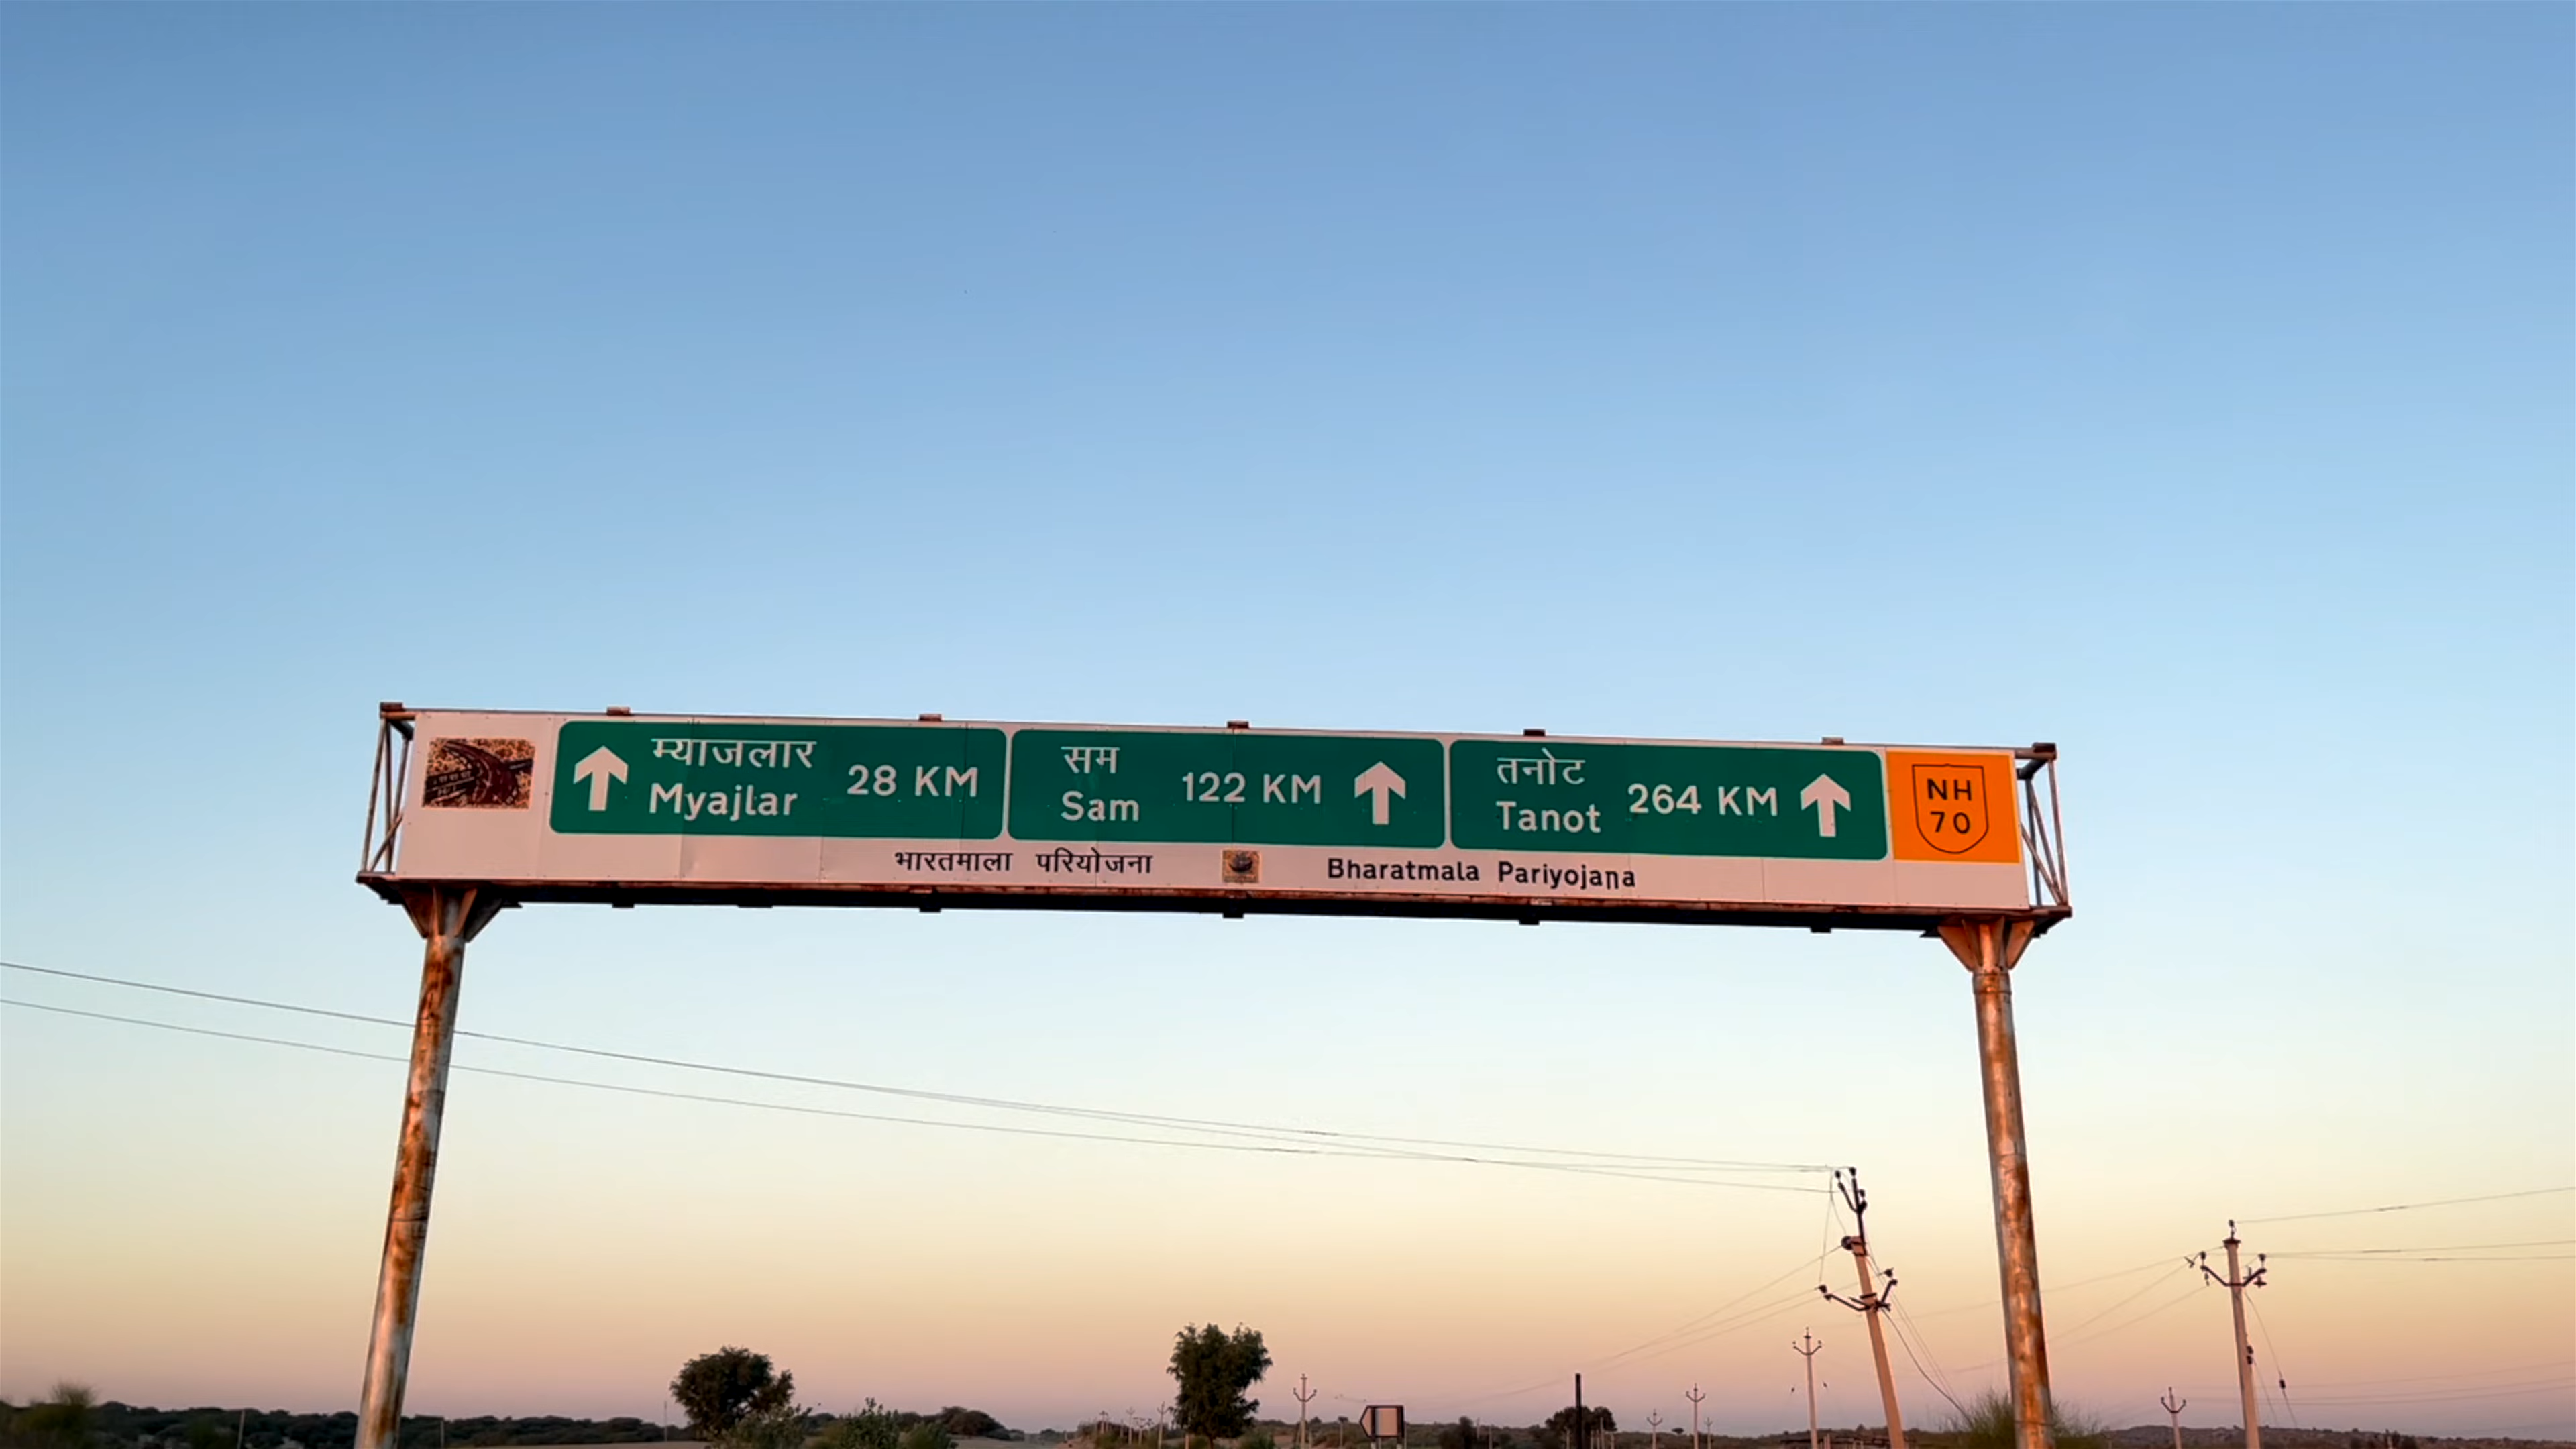 म्याजलार
Myajlar
28 KM
सम
Sam
122 KM
तनोट
Tanot
264 KM
NH
70
भारतमाला परियोजना
Bharatmala Pariyojana